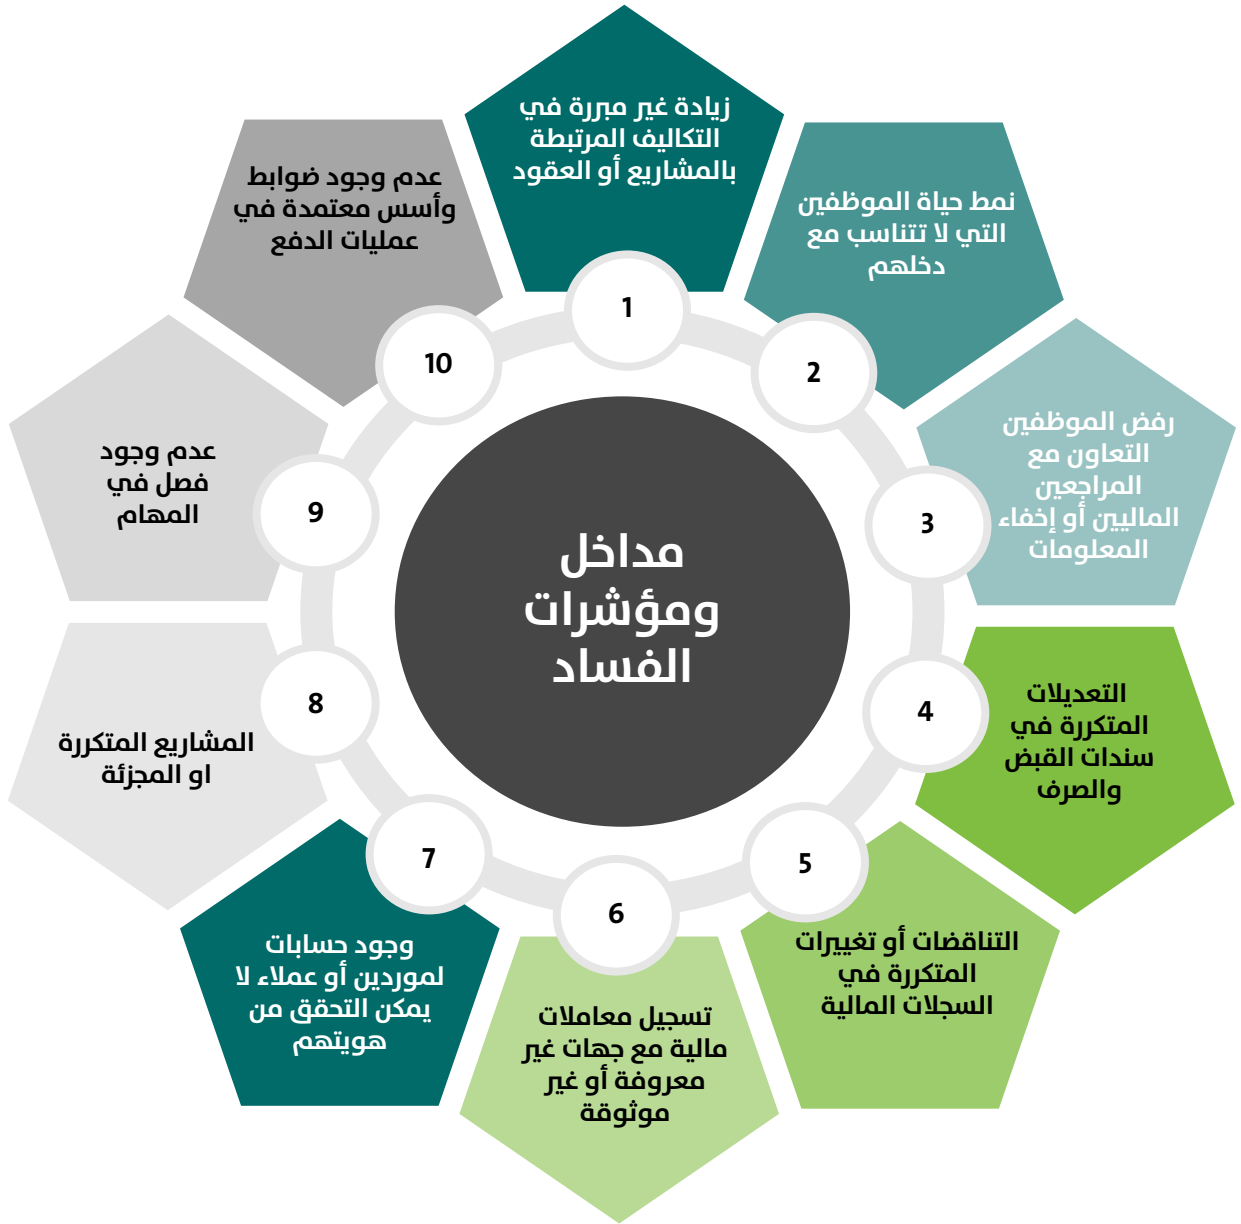 مداخل
ومؤشرات
الفساد
1
زيادة غير مبررة في
التكاليف المرتبطة
بالمشاريع أو العقود
2
نمط حياة الموظفين
التي لا تتناسب مع
دخلهم
3
رفض الموظفين
التعاون مع
المراجعين
الماليين أو إخفاء
المعلومات
4
التعديلات
المتكررة في
سندات القبض
والصرف
5
التناقضات أو تغييرات
المتكررة في
السجلات المالية
6
تسجيل معاملات
مالية مع جهات غير
معروفة أو غير
موثوقة
7
وجود حسابات
لموردين أو عملاء لا
يمكن التحقق من
هويتهم
8
المشاريع المتكررة
او المجزئة
9
عدم وجود
فصل في
المهام
10
عدم وجود ضوابط
وأسس معتمدة في
عمليات الدفع